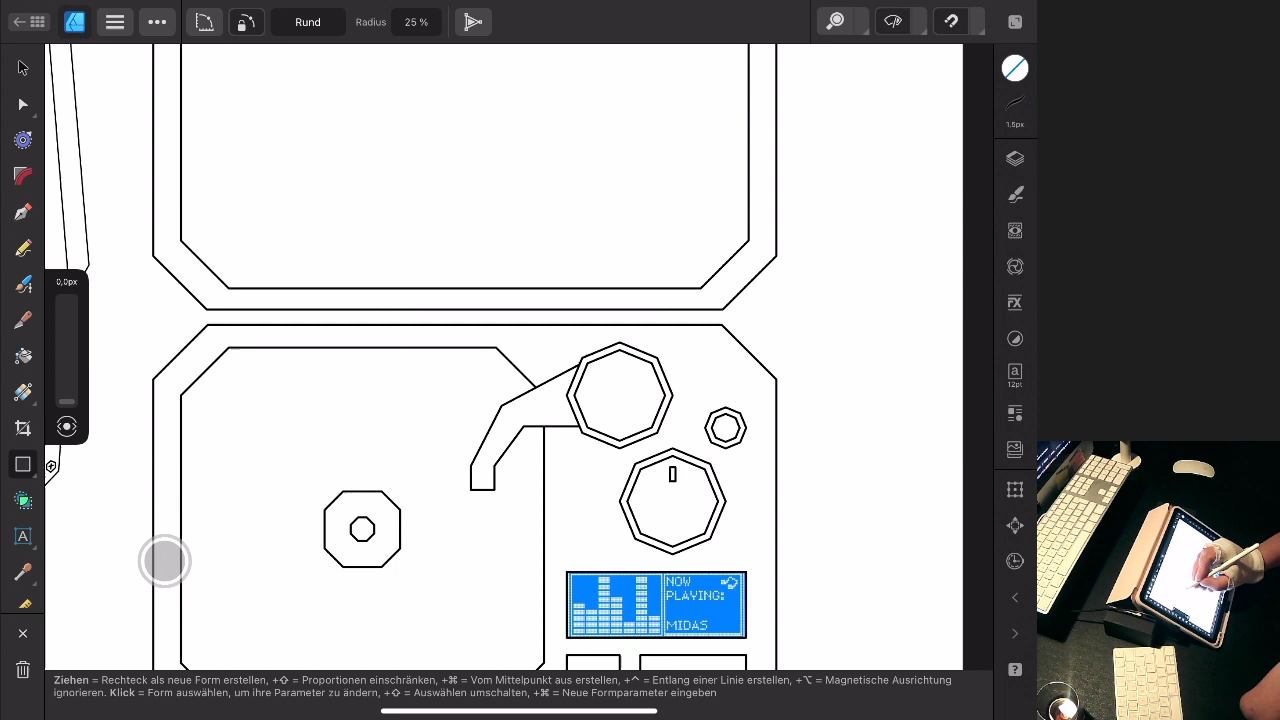 Rund Radius 25 %
1,5px
0,0px
12pt
NOW
PLAYING:
MIDAS
Ziehen = Rechteck als neue Form erstellen, +⇧ = Proportionen einschränken, +⌘ = Vom Mittelpunkt aus erstellen, +⌃ = Entlang einer Linie erstellen, +⌥ = Magnetische Ausrichtung
ignorieren. Klick = Form auswählen, um ihre Parameter zu ändern, +⇧ = Auswählen umschalten, +⌘ = Neue Formparameter eingeben